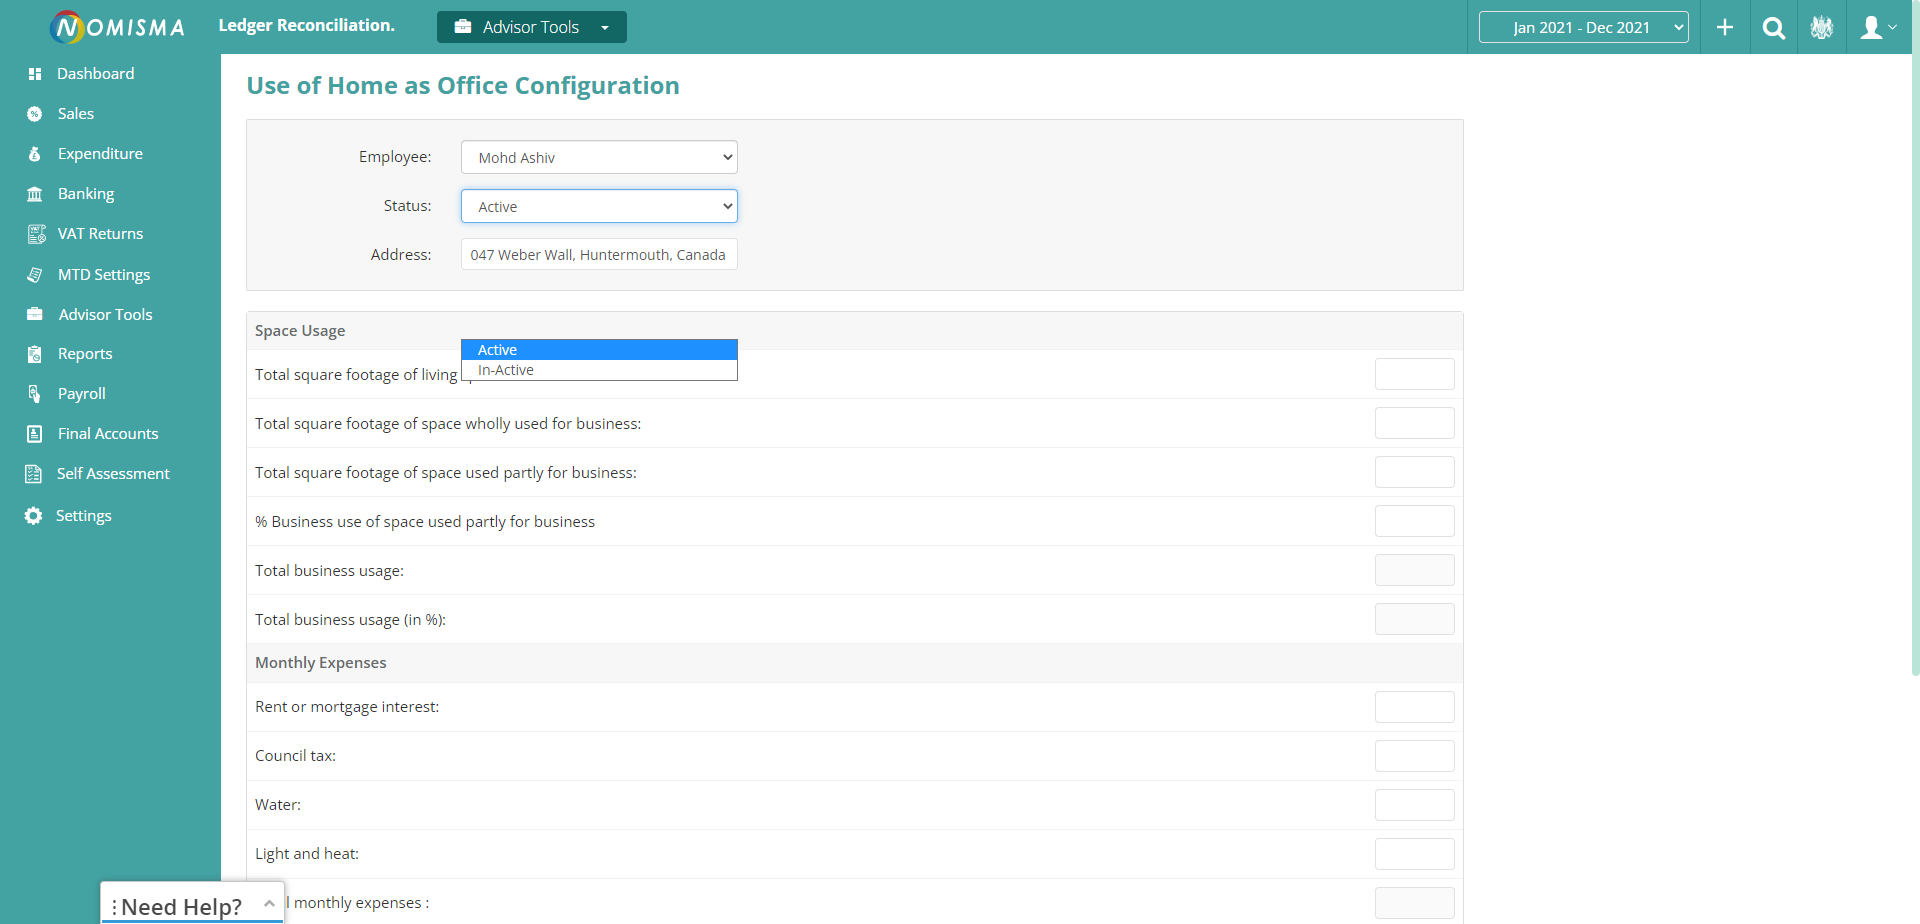 NOMISMA
Ledger Reconciliation.
Advisor Tools
Jan 2021 - Dec 2021
Dashboard
Sales
Expenditure
Banking
VAT Returns
MTD Settings
Advisor Tools
Reports
Payroll
Final Accounts
Self Assessment
Settings
Use of Home as Office Configuration
Employee: Mohd Ashiv
Status: Active
Address: 047 Weber Wall, Huntermouth, Canada
Space Usage
Active
In-Active
Total square footage of living
Total square footage of space wholly used for business:
Total square footage of space used partly for business:
% Business use of space used partly for business
Total business usage:
Total business usage (in %):
Monthly Expenses
Rent or mortgage interest:
Council tax:
Water:
Light and heat:
monthly expenses :
Need Help?